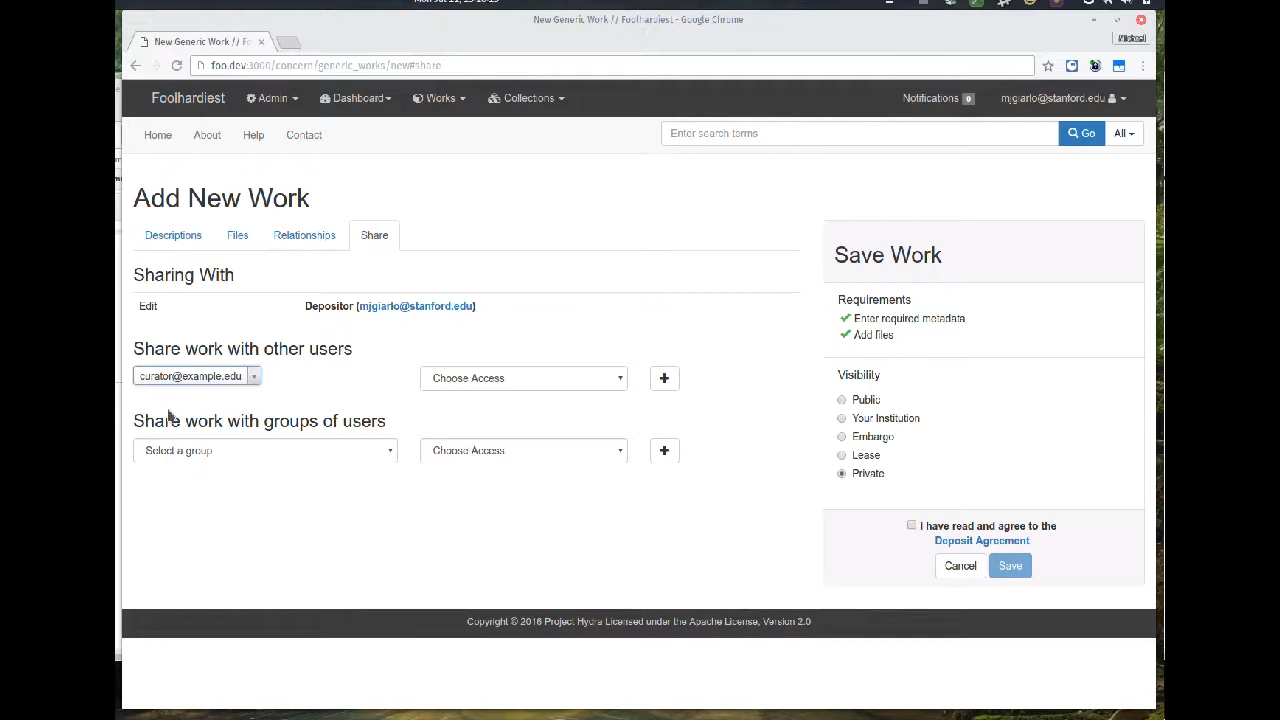 New Generic Work // Foolhardiest - Google Chrome
New Generic Work // Fo
Michael
foo.dev:3000/concern/generic_works/new#share
Foolhardiest Admin Dashboard Works Collections Notifications 0 mjgiarlo@stanford.edu
Home About Help Contact Enter search terms Go All
Add New Work
Descriptions Files Relationships Share
Sharing With
Edit Depositor (mjgiarlo@stanford.edu)
Share work with other users
curator@example.edu Choose Access
Share work with groups of users
Select a group Choose Access
Save Work
Requirements
Enter required metadata
Add files
Visibility
Public
Your Institution
Embargo
Lease
Private
I have read and agree to the
Deposit Agreement
Cancel Save
Copyright © 2016 Project Hydra Licensed under the Apache License, Version 2.0